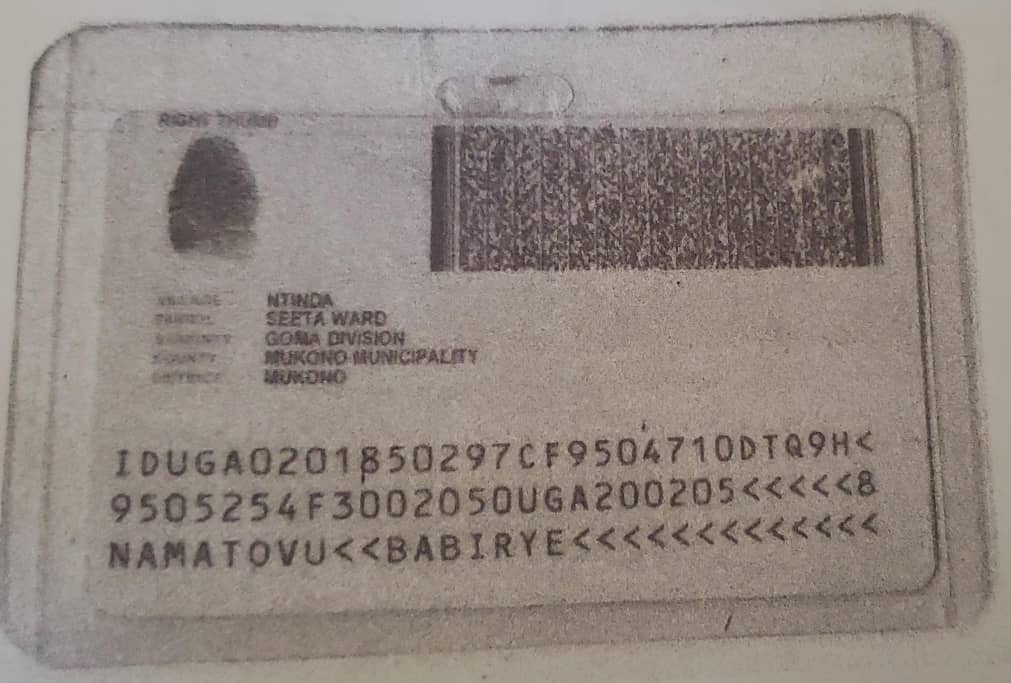 RIGHT THUMB
VILLAGE NTINDA
PARISH SEETA WARD
S.COUNTY GOMA DIVISION
COUNTY MUKONO MUNICIPALITY
DISTRICT MUKONO
IDUGA0201850297CF9504710DTQ9H<
9505254F3002050UGA200205<<<<<8
NAMATOVU<<BABIRYE<<<<<<<<<<<<<